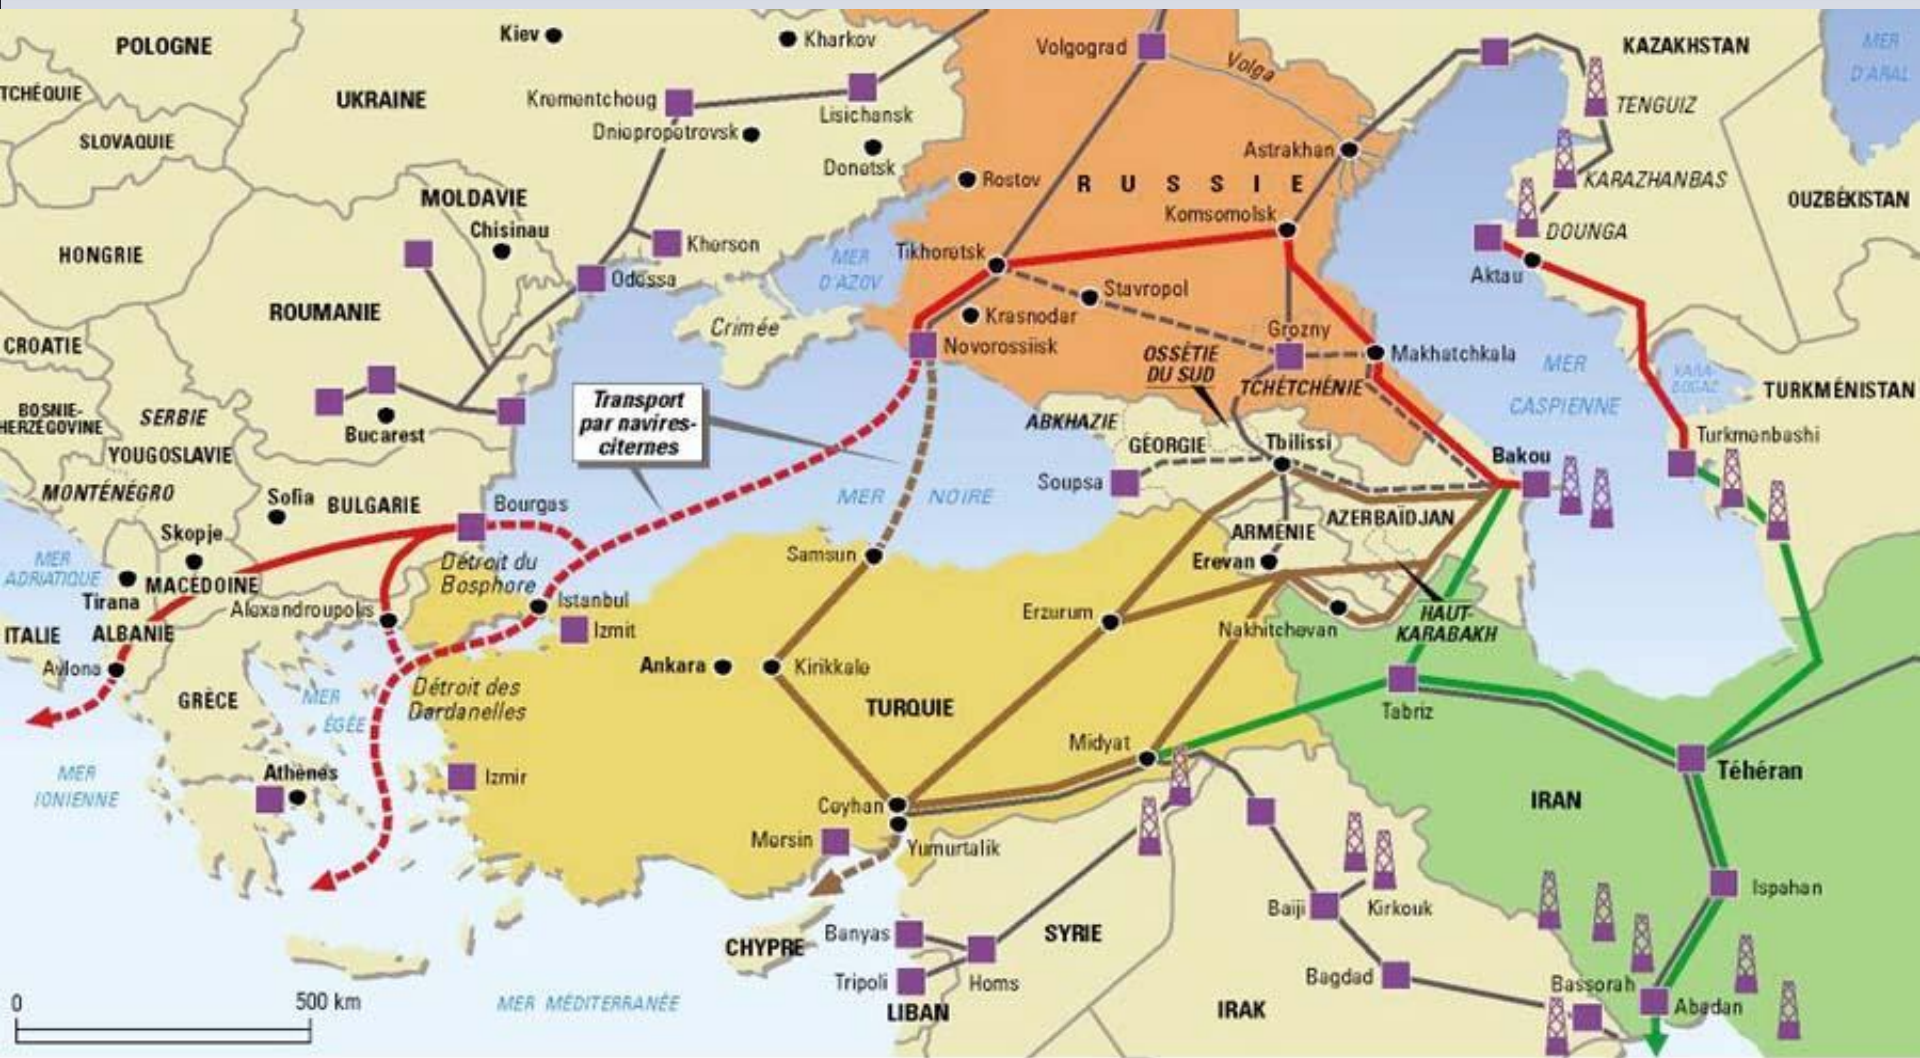 POLOGNE
Kiev
Kharkov
Volgograd
Volga
KAZAKHSTAN
MER
D'ARAL
TCHÉQUIE
UKRAINE
Krementchoug
Lisichansk
TENGUIZ
SLOVAQUIE
Dniepropetrovsk
Donetsk
Astrakhan
KARAZHANBAS
MOLDAVIE
Chisinau
Rostov
RUSSIE
Komsomolsk
OUZBÉKISTAN
HONGRIE
Kherson
Odessa
MER
D'AZOV
Tikhoretsk
DOUNGA
Aktau
ROUMANIE
Crimée
Stavropol
Krasnodar
Novorossiisk
Grozny
Makhatchkala
CROATIE
OSSÉTIE
DU SUD
TCHÉTCHÉNIE
MER
CASPIENNE
KARA-
BOGAZ
TURKMÉNISTAN
BOSNIE-
HERZÉGOVINE
SERBIE
Bucarest
Transport
par navires-
citernes
ABKHAZIE
GÉORGIE
Tbilissi
Bakou
Turkmenbashi
YOUGOSLAVIE
MONTÉNÉGRO
Sofia
BULGARIE
Bourgas
MER NOIRE
Soupsa
ARMÉNIE
AZERBAÏDJAN
Skopje
MER
ADRIATIQUE
MACÉDOINE
Détroit du
Bosphore
Samsun
Erevan
Tirana
Alexandroupolis
Istanbul
Izmit
Erzurum
Nakhitchevan
HAUT-
KARABAKH
ITALIE
ALBANIE
Avlona
GRÈCE
MER
ÉGÉE
Détroit des
Dardanelles
Ankara
Kirikkale
TURQUIE
Tabriz
Midyat
Téhéran
MER
IONIENNE
Athènes
Izmir
Ceyhan
Mersin
Yumurtalik
IRAN
Ispahan
CHYPRE
Banyas
SYRIE
Baiji
Kirkouk
Tripoli
Homs
Bagdad
Bassorah
Abadan
0
500 km
MER MÉDITERRANÉE
LIBAN
IRAK